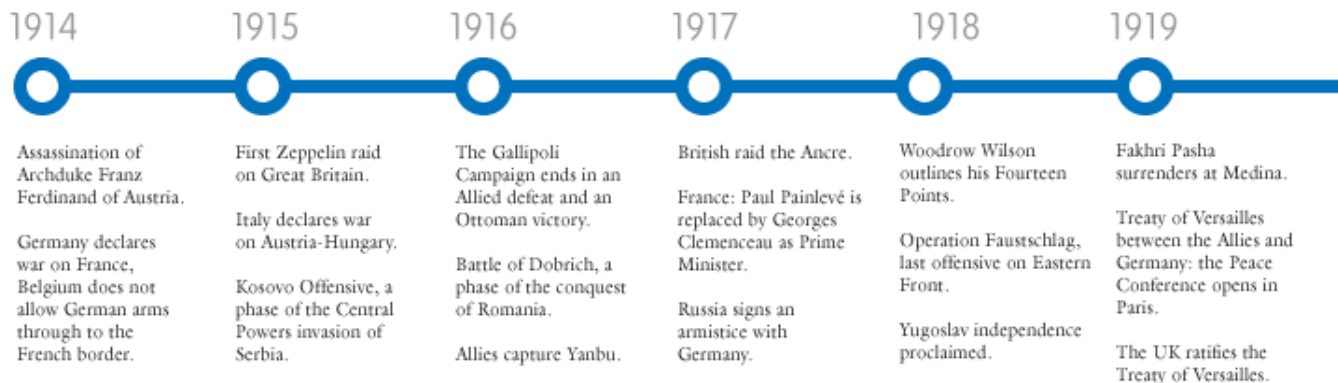 1914
1915
1916
1917
1918
1919
Assassination of
Archduke Franz
Ferdinand of Austria.
Germany declares
war on France,
Belgium does not
allow German arms
through to the
French border.
First Zeppelin raid
on Great Britain.
Italy declares war
on Austria-Hungary.
Kosovo Offensive, a
phase of the Central
Powers invasion of
Serbia.
The Gallipoli
Campaign ends in an
Allied defeat and an
Ottoman victory.
Battle of Dobrich, a
phase of the conquest
of Romania.
Allies capture Yanbu.
British raid the Ancre.
France: Paul Painlevé is
replaced by Georges
Clemenceau as Prime
Minister.
Russia signs an
armistice with
Germany.
Woodrow Wilson
outlines his Fourteen
Points.
Operation Faustschlag,
last offensive on Eastern
Front.
Yugoslav independence
proclaimed.
Fakhri Pasha
surrenders at Medina.
Treaty of Versailles
between the Allies and
Germany: the Peace
Conference opens in
Paris.
The UK ratifies the
Treaty of Versailles.